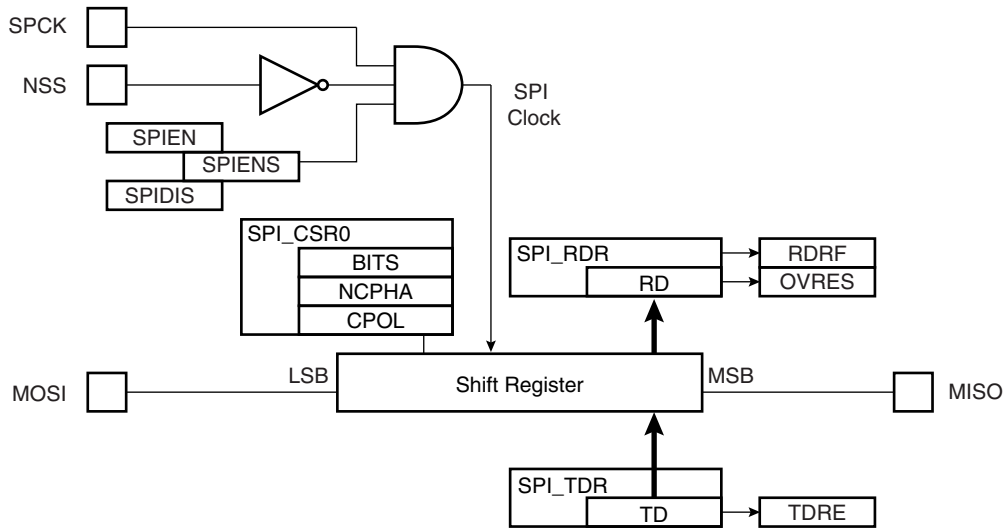 SPCK
NSS
SPI
Clock
SPIEN
SPIENS
SPIDIS
SPI_CSR0
BITS
NCPHA
CPOL
SPI_RDR
RD
RDRF
OVRES
MOSI
LSB
Shift Register
MSB
MISO
SPI_TDR
TD
TDRE